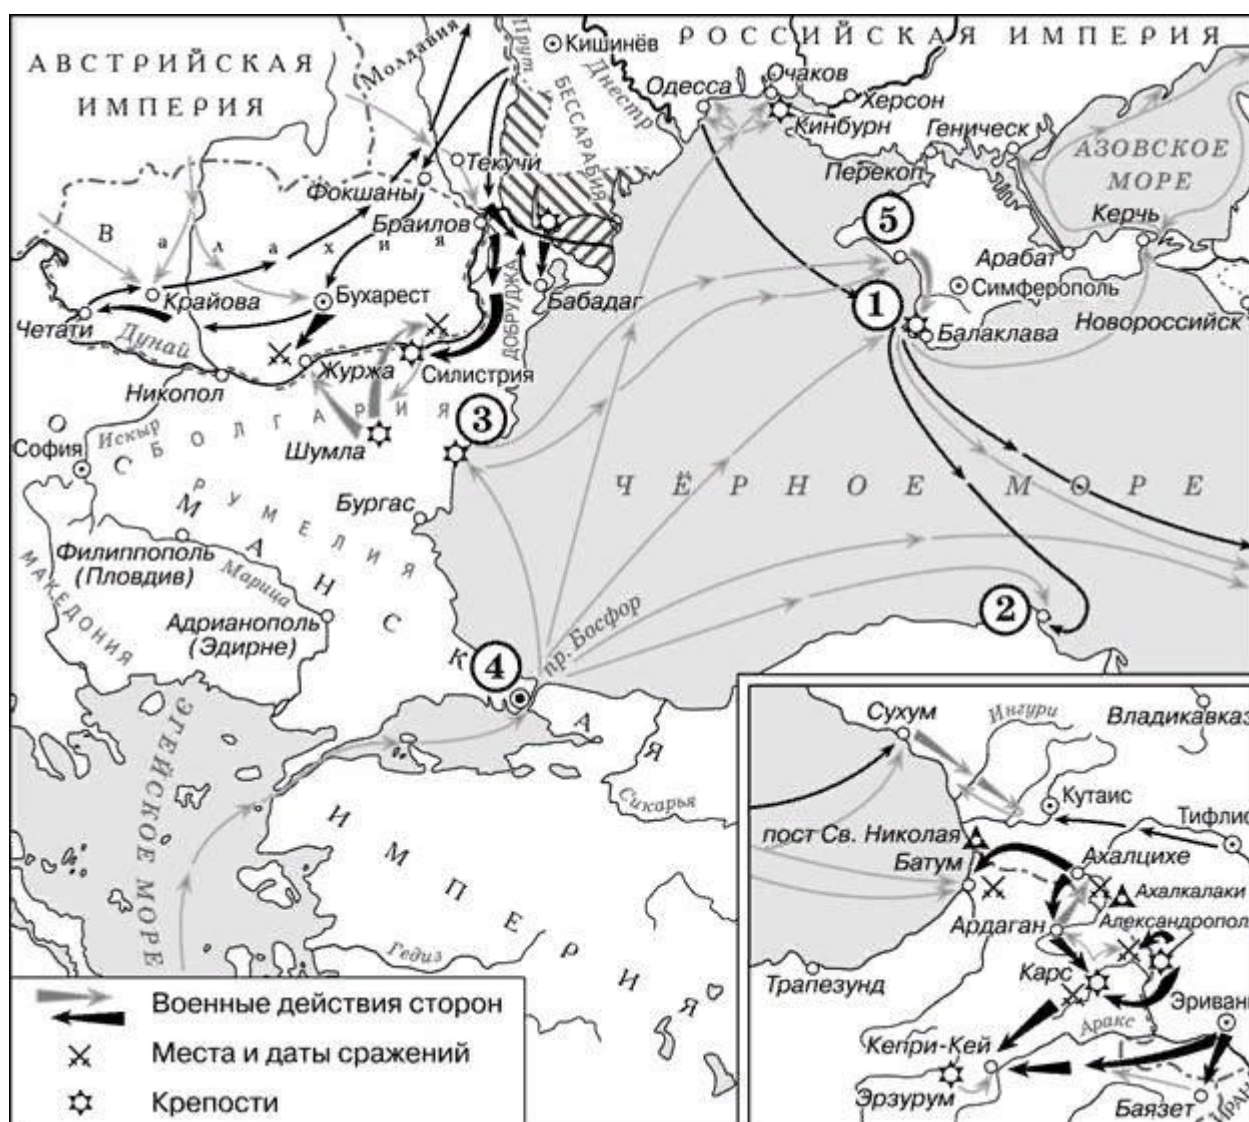 РОССИЙСКАЯ ИМПЕРИЯ
АВСТРИЙСКАЯ
ИМПЕРИЯ
Молдавия
Прут
Кишинёв
Днестр
БЕССАРАБИЯ
Одесса
Очаков
Херсон
Кинбурн
Геническ
Перекоп
АЗОВСКОЕ
МОРЕ
Керчь
Текучи
Фокшаны
Браилов
Валахия
5
Арабат
Симферополь
Новороссийск
1
Балаклава
Крайова
Бухарест
Бабадаг
ДОБРУДЖА
Четати
Дунай
Журжа
Силистрия
Никопол
БОЛГАРИЯ
Искыр
София
Шумла
3
ЧЁРНОЕ МОРЕ
РУМЕЛИЯ
Бургас
Филиппополь
(Пловдив)
Марица
МАКЕДОНИЯ
Адрианополь
(Эдирне)
2
пр. Босфор
4
ОСМАНСКАЯ
ИМПЕРИЯ
ЭГЕЙСКОЕ МОРЕ
Сикарья
Гедиз
Сухум
Ингури
Владикавказ
Кутаис
Тифлис
пост Св. Николая
Батум
Ахалцихе
Ахалкалаки
Ардаган
Александропол
Карс
Трапезунд
Эривань
Аракс
Кепри-Кей
Эрзурум
Баязет
ИРАН
Военные действия сторон
Места и даты сражений
Крепости